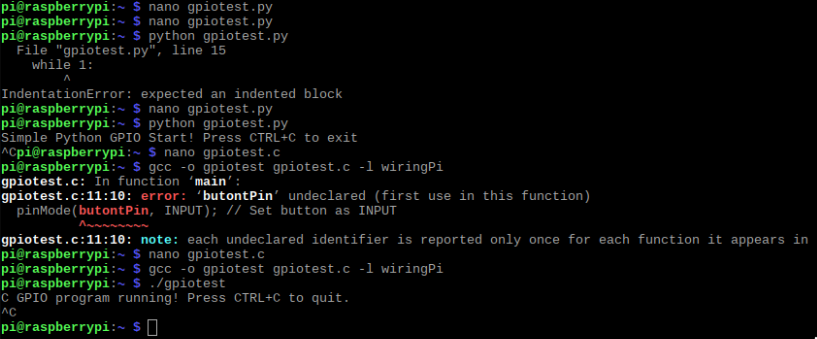 pi@raspberrypi:~ $ nano gpiotest.py
pi@raspberrypi:~ $ nano gpiotest.py
pi@raspberrypi:~ $ python gpiotest.py
  File "gpiotest.py", line 15
    while 1:
        ^
IndentationError: expected an indented block
pi@raspberrypi:~ $ nano gpiotest.py
pi@raspberrypi:~ $ python gpiotest.py
Simple Python GPIO Start! Press CTRL+C to exit
^Cpi@raspberrypi:~ $ nano gpiotest.c
pi@raspberrypi:~ $ gcc -o gpiotest gpiotest.c -l wiringPi
gpiotest.c: In function ‘main’:
gpiotest.c:11:10: error: ‘butontPin’ undeclared (first use in this function)
  pinMode(butontPin, INPUT); // Set button as INPUT
          ^~~~~~~~~
gpiotest.c:11:10: note: each undeclared identifier is reported only once for each function it appears in
pi@raspberrypi:~ $ nano gpiotest.c
pi@raspberrypi:~ $ gcc -o gpiotest gpiotest.c -l wiringPi
pi@raspberrypi:~ $ ./gpiotest
C GPIO program running! Press CTRL+C to quit.
^C
pi@raspberrypi:~ $